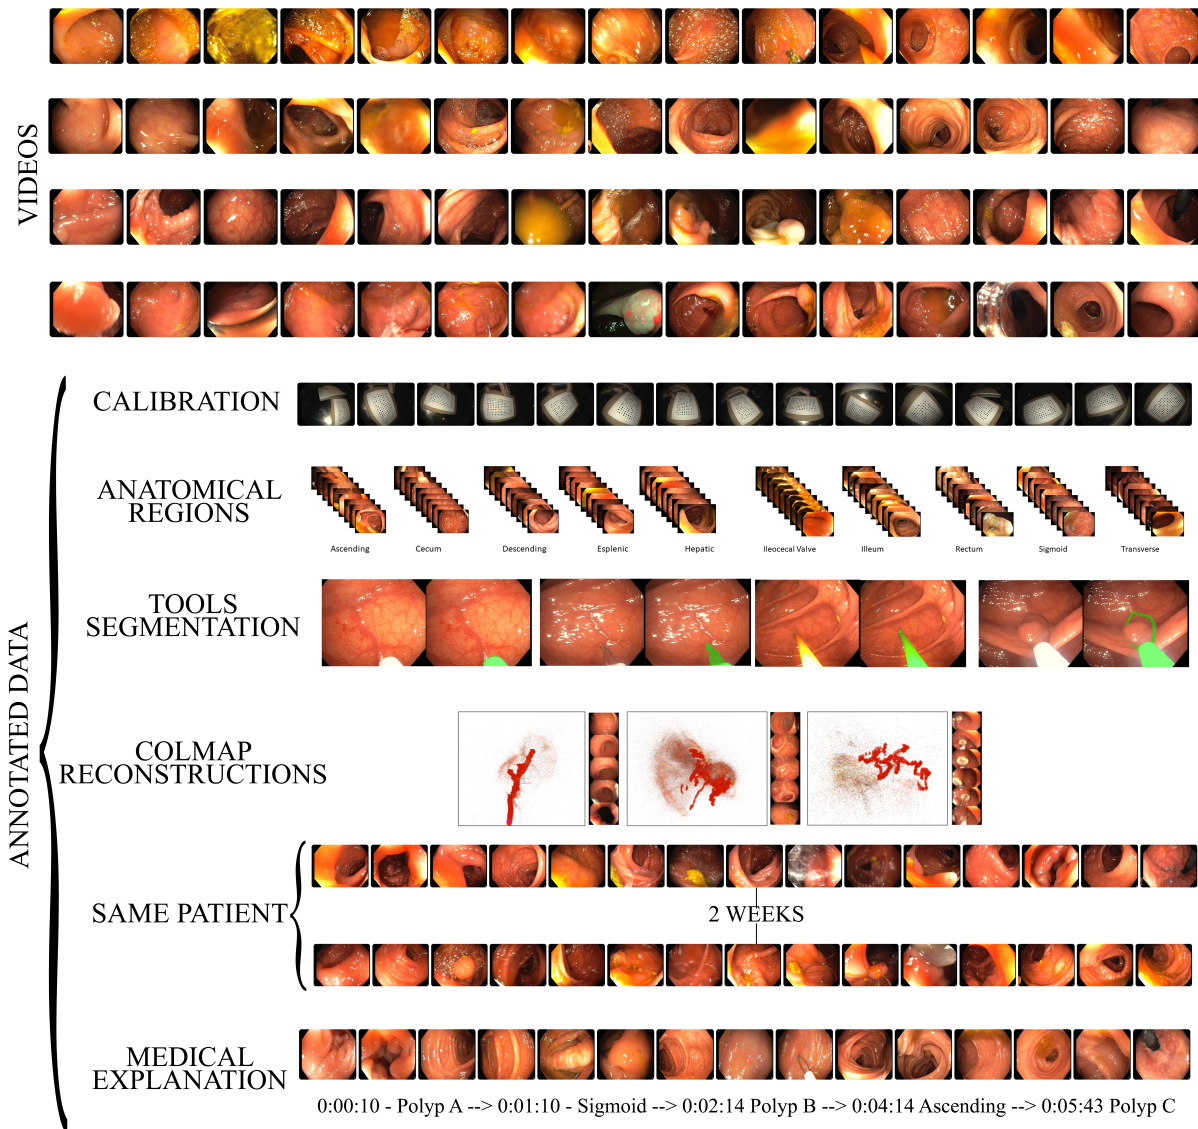 VIDEOS
ANNOTATED DATA
CALIBRATION
ANATOMICAL
REGIONS
Ascending
Cecum
Descending
Esplenic
Hepatic
Ileocecal Valve
Illeum
Rectum
Sigmoid
Transverse
TOOLS
SEGMENTATION
COLMAP
RECONSTRUCTIONS
SAME PATIENT
2 WEEKS
MEDICAL
EXPLANATION
0:00:10 - Polyp A --> 0:01:10 - Sigmoid --> 0:02:14 Polyp B --> 0:04:14 Ascending --> 0:05:43 Polyp C